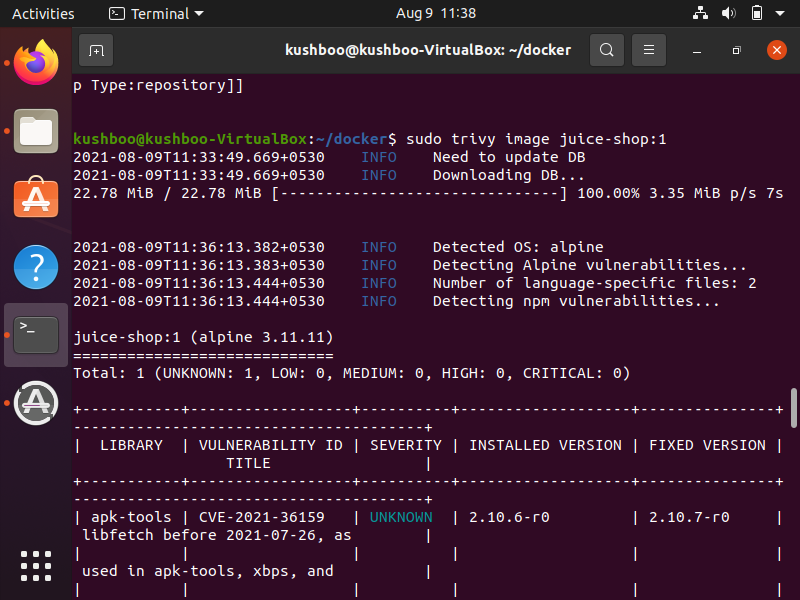 Activities Terminal Aug 9 11:38
kushboo@kushboo-VirtualBox: ~/docker
p Type:repository]]
kushboo@kushboo-VirtualBox:~/docker$ sudo trivy image juice-shop:1
2021-08-09T11:33:49.669+0530 INFO Need to update DB
2021-08-09T11:33:49.669+0530 INFO Downloading DB...
22.78 MiB / 22.78 MiB [-------------------------------] 100.00% 3.35 MiB p/s 7s
2021-08-09T11:36:13.382+0530 INFO Detected OS: alpine
2021-08-09T11:36:13.383+0530 INFO Detecting Alpine vulnerabilities...
2021-08-09T11:36:13.444+0530 INFO Number of language-specific files: 2
2021-08-09T11:36:13.444+0530 INFO Detecting npm vulnerabilities...
juice-shop:1 (alpine 3.11.11)
=============================
Total: 1 (UNKNOWN: 1, LOW: 0, MEDIUM: 0, HIGH: 0, CRITICAL: 0)
+-----------+------------------+----------+-------------------+---------------+
---------------------------------------+
|  LIBRARY  | VULNERABILITY ID | SEVERITY | INSTALLED VERSION | FIXED VERSION |
                 TITLE                 |
+-----------+------------------+----------+-------------------+---------------+
---------------------------------------+
| apk-tools | CVE-2021-36159   | UNKNOWN  | 2.10.6-r0         | 2.10.7-r0     |
 libfetch before 2021-07-26, as        |
|           |                  |          |                   |               |
 used in apk-tools, xbps, and          |
|           |                  |          |                   |               |